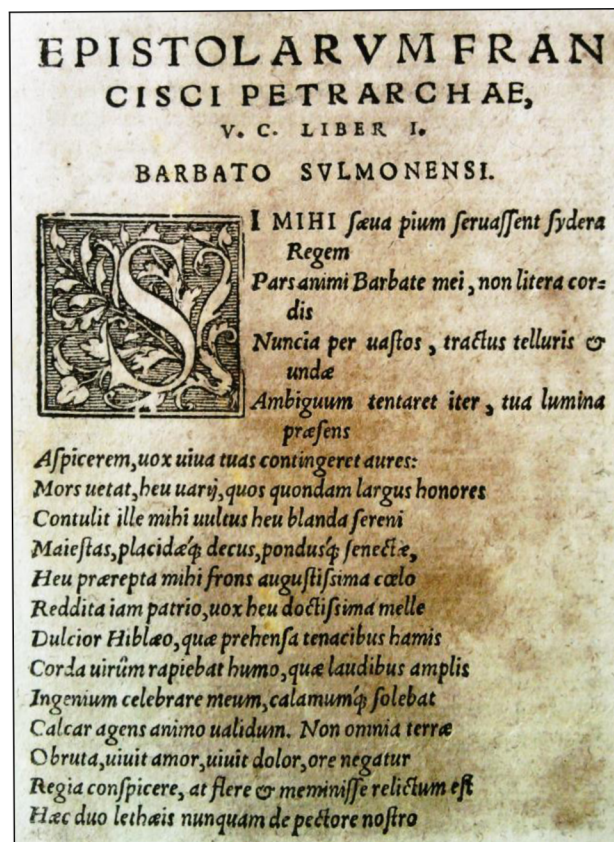 EPISTOLARVM FRAN
CISCI PETRARCHAE,
V. C. LIBER I.
BARBATO SVLMONENSI.
SI MIHI ſæua pium ſeruaſſent ſydera
Regem
Pars animi Barbate mei, non litera cor=
dis
Nuncia per uaſtos, tractus telluris &
undæ
Ambiguum tentaret iter, tua lumina
præſens
Aſpicerem, uox uiua tuas contingeret aures:
Mors uetat, heu uarij, quos quondam largus honores
Contulit ille mihi uultus heu blanda ſereni
Maieſtas, placidæq́; decus, pondusq́; ſenectæ,
Heu prærepta mihi frons auguſtiſsima cœlo
Reddita iam patrio, uox heu doctiſsima melle
Dulcior Hiblæo, quæ prehenſa tenacibus hamis
Corda uirûm rapiebat humo, quæ laudibus amplis
Ingenium celebrare meum, calamumq́; ſolebat
Calcar agens animo ualidum. Non omnia terræ
Obruta, uiuit amor, uiuit dolor, ore negatur
Regia conſpicere, at flere & meminiſſe relictum eſt
Hæc duo lethæis nunquam de pectore noſtro